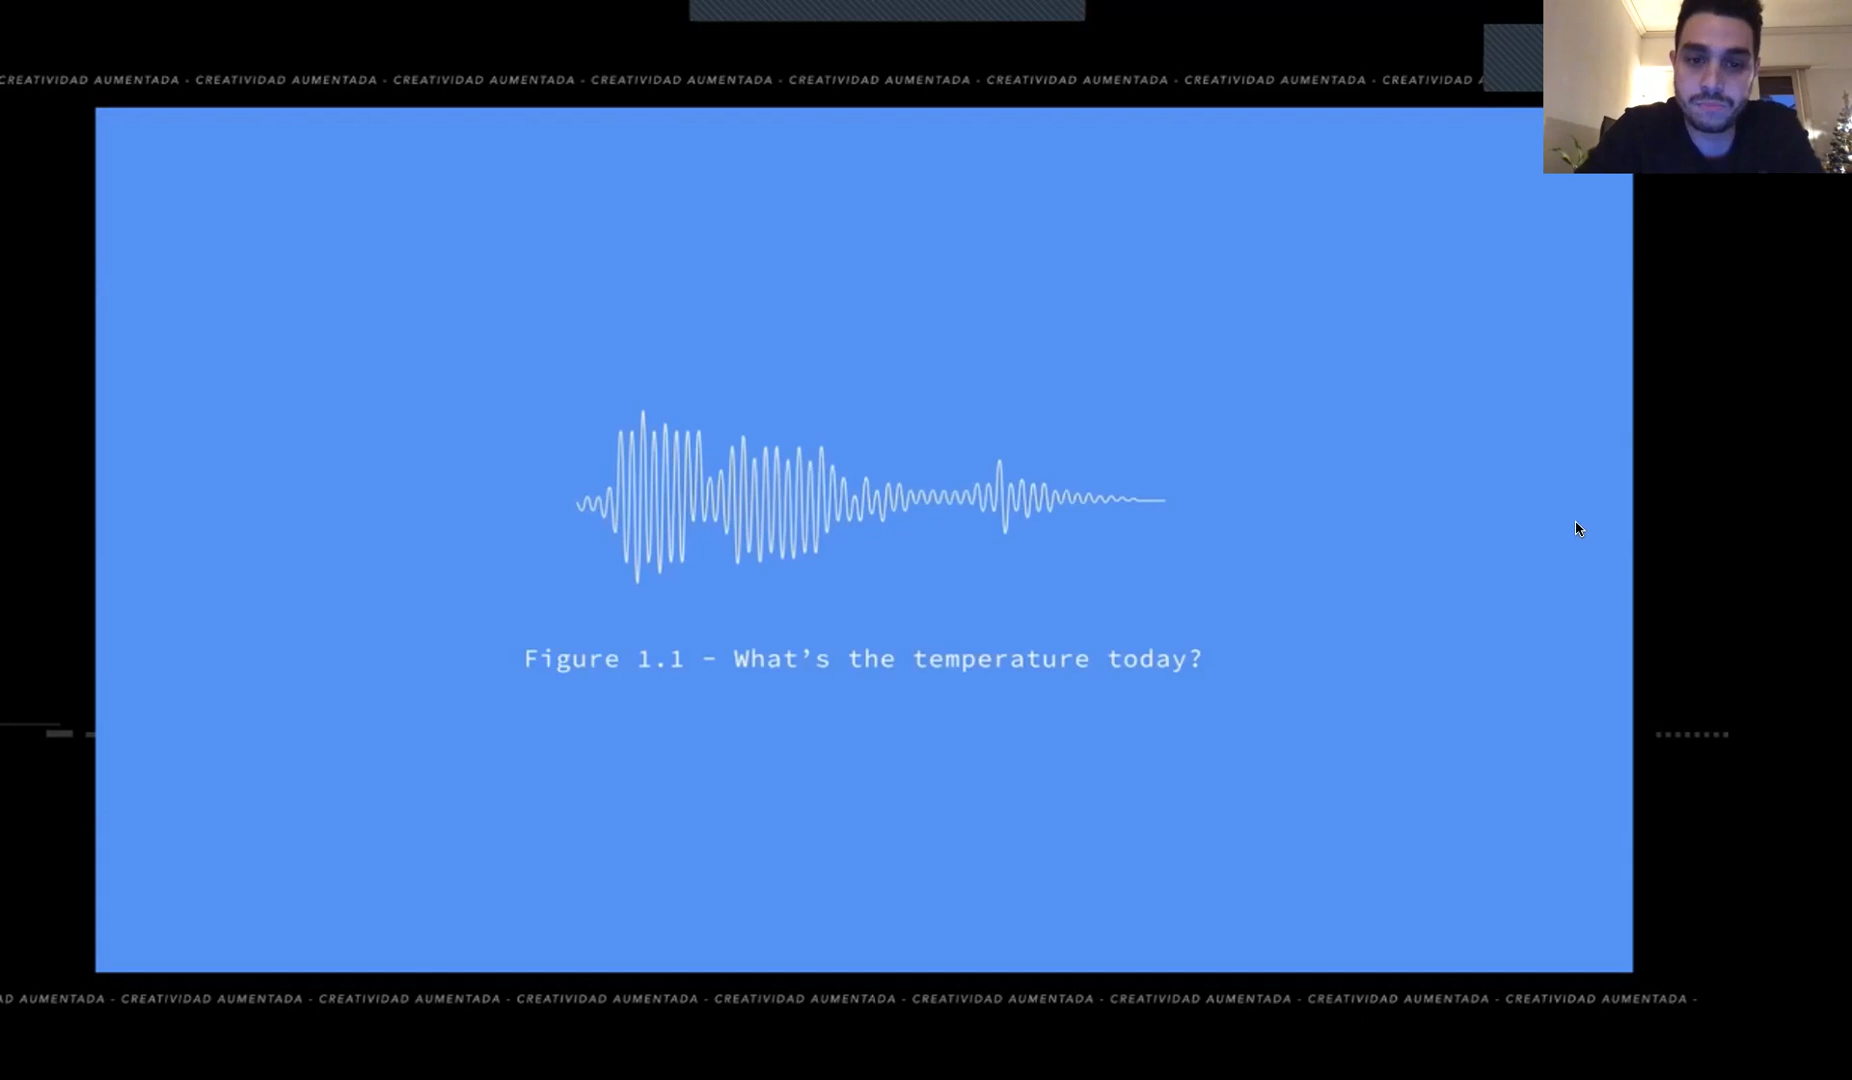 CREATIVIDAD AUMENTADA - CREATIVIDAD AUMENTADA - CREATIVIDAD AUMENTADA - CREATIVIDAD AUMENTADA - CREATIVIDAD AUMENTADA - CREATIVIDAD AUMENTADA - CREATIVIDAD AUMENTADA - CREATIVIDAD
Figure 1.1 – What’s the temperature today?
AUMENTADA - CREATIVIDAD AUMENTADA - CREATIVIDAD AUMENTADA - CREATIVIDAD AUMENTADA - CREATIVIDAD AUMENTADA - CREATIVIDAD AUMENTADA - CREATIVIDAD AUMENTADA - CREATIVIDAD AUMENTADA - CREATIVIDAD AUMENTADA -